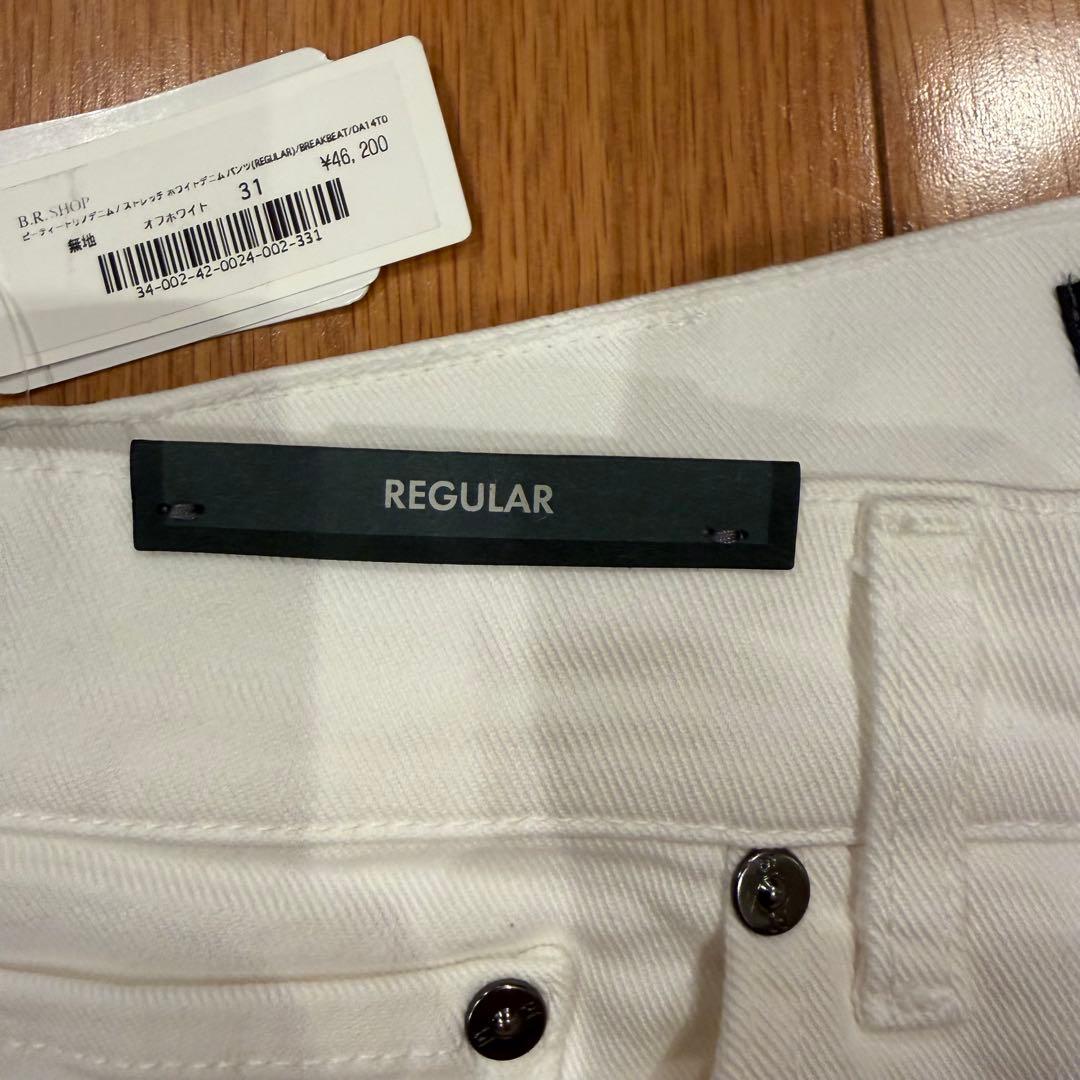 B.R.SHOP
ピーティートリノデニム/ストレッチ ホワイトデニム パンツ(REGULAR)/BREAKBEAT/OA14T0
¥46,200
無地 オフホワイト 31
34-002-42-0024-002-331
REGULAR